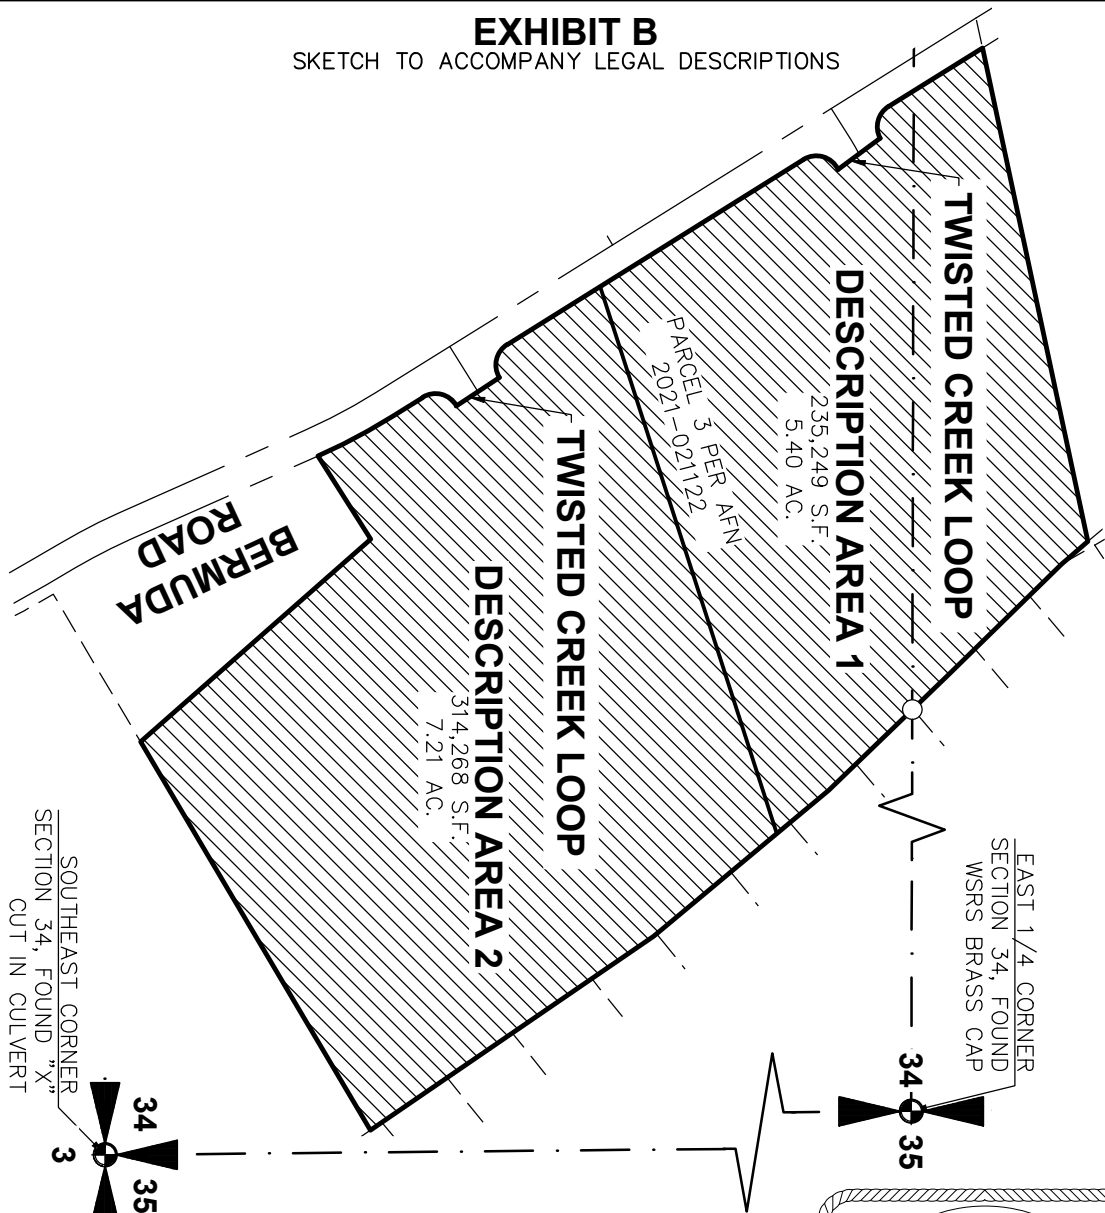 EXHIBIT B
SKETCH TO ACCOMPANY LEGAL DESCRIPTIONS
TWISTED CREEK LOOP
DESCRIPTION AREA 1
235,249 S.F.
5.40 AC.
PARCEL 3 PER AFN
2021-021122
TWISTED CREEK LOOP
DESCRIPTION AREA 2
314,268 S.F.
7.21 AC.
BERMUDA
ROAD
EAST 1/4 CORNER
SECTION 34, FOUND
WSRS BRASS CAP
34
35
SOUTHEAST CORNER
SECTION 34, FOUND "X"
CUT IN CULVERT
34
3
35